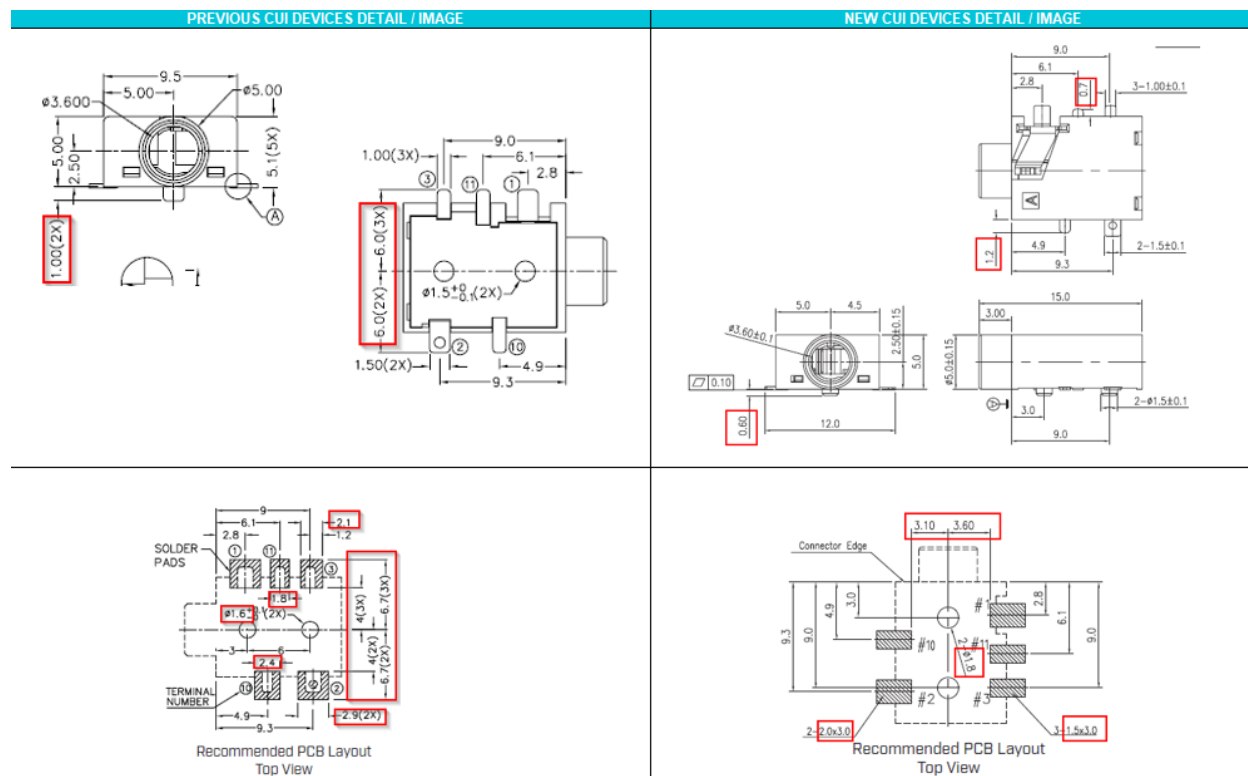 PREVIOUS CUI DEVICES DETAIL / IMAGE
NEW CUI DEVICES DETAIL / IMAGE
9.5
5.00
ø3.600
ø5.00
5.00
2.50
5.1(5X)
A
1.00(2X)
9.0
1.00(3X)
6.1
2.8
3
11
1
6.0(3X)
6.0(2X)
ø1.5+0-0.1(2X)
2
10
1.50(2X)
4.9
9.3
9.0
6.1
2.8
0.7
3-1.00±0.1
A
1.2
4.9
2-1.5±0.1
9.3
5.0
4.5
ø3.60±0.1
2.50±0.15
5.0
0.10
0.60
12.0
15.0
3.00
ø5.0±0.15
A
3.0
2-ø1.5±0.1
9.0
9
6.1
2.1
2.8
1.2
SOLDER
PADS
1
11
3
1.8
4(3X)
6.7(3X)
ø1.6
(2X)
3
6
4(2X)
6.7(2X)
2.4
TERMINAL
NUMBER
10
2
4.9
2.9(2X)
9.3
Recommended PCB Layout
Top View
3.10
3.60
Connector Edge
9.3
9.0
4.9
3.0
2.8
6.1
9.0
#10
#11
2-ø1.8
#2
#3
2-2.0x3.0
3-1.5x3.0
Recommended PCB Layout
Top View